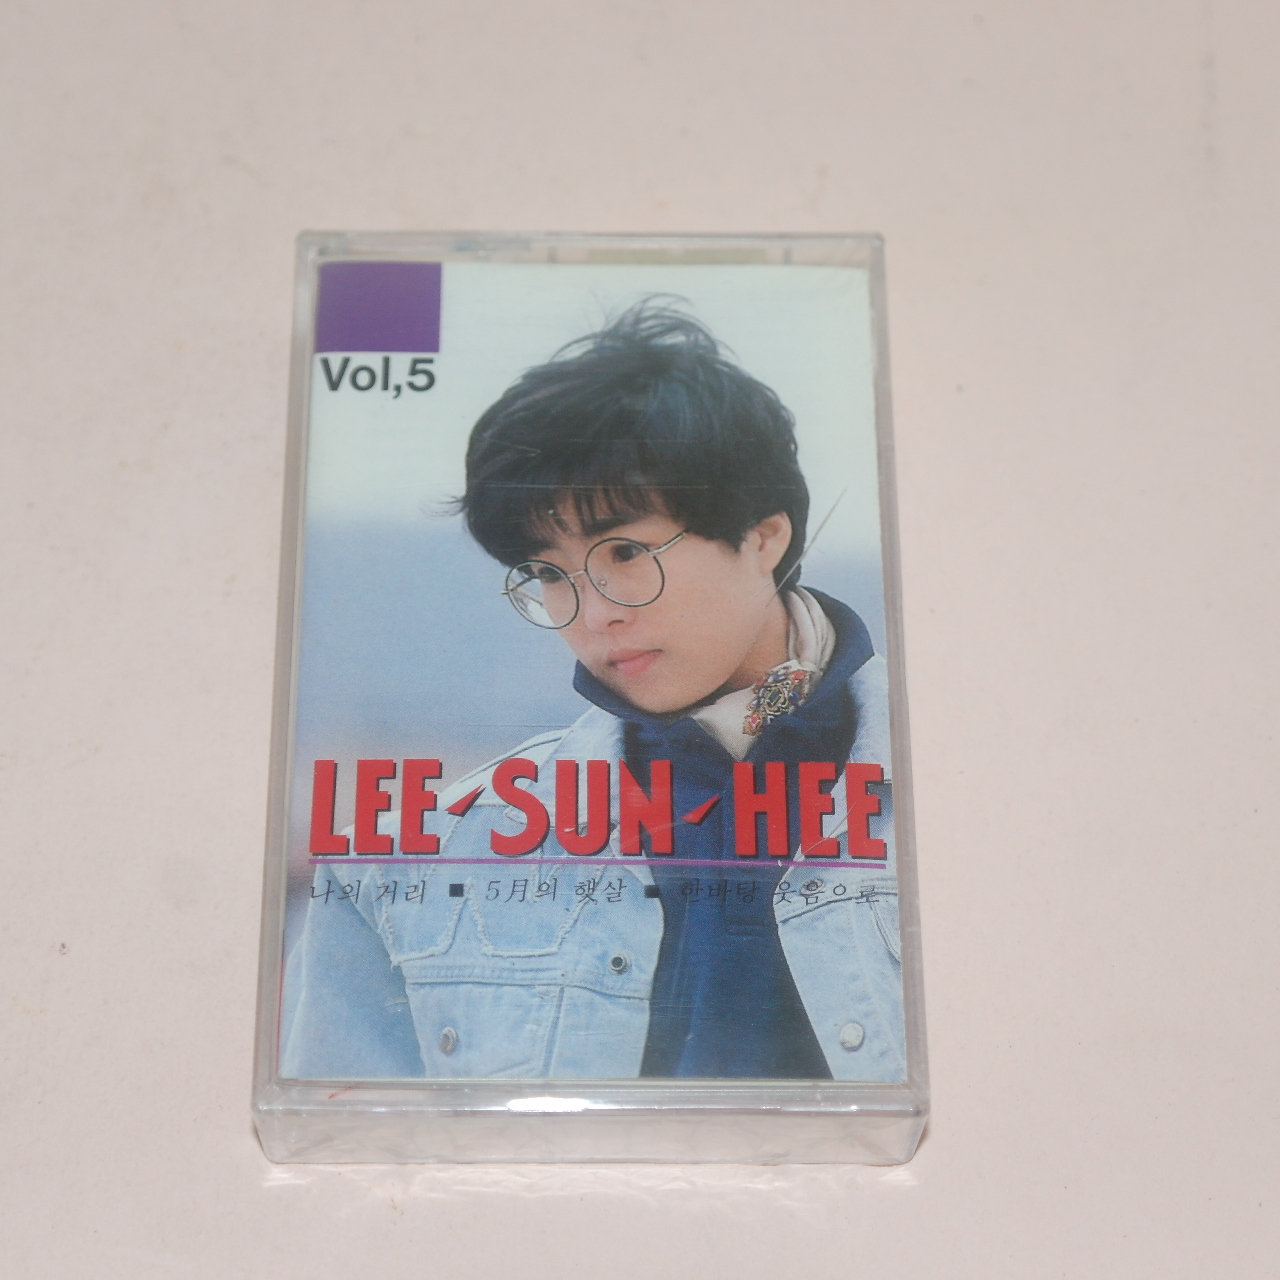 Vol,5
LEE-SUN-HEE
나의 거리 ■ 5月의 햇살 ■ 한바탕 웃음으로